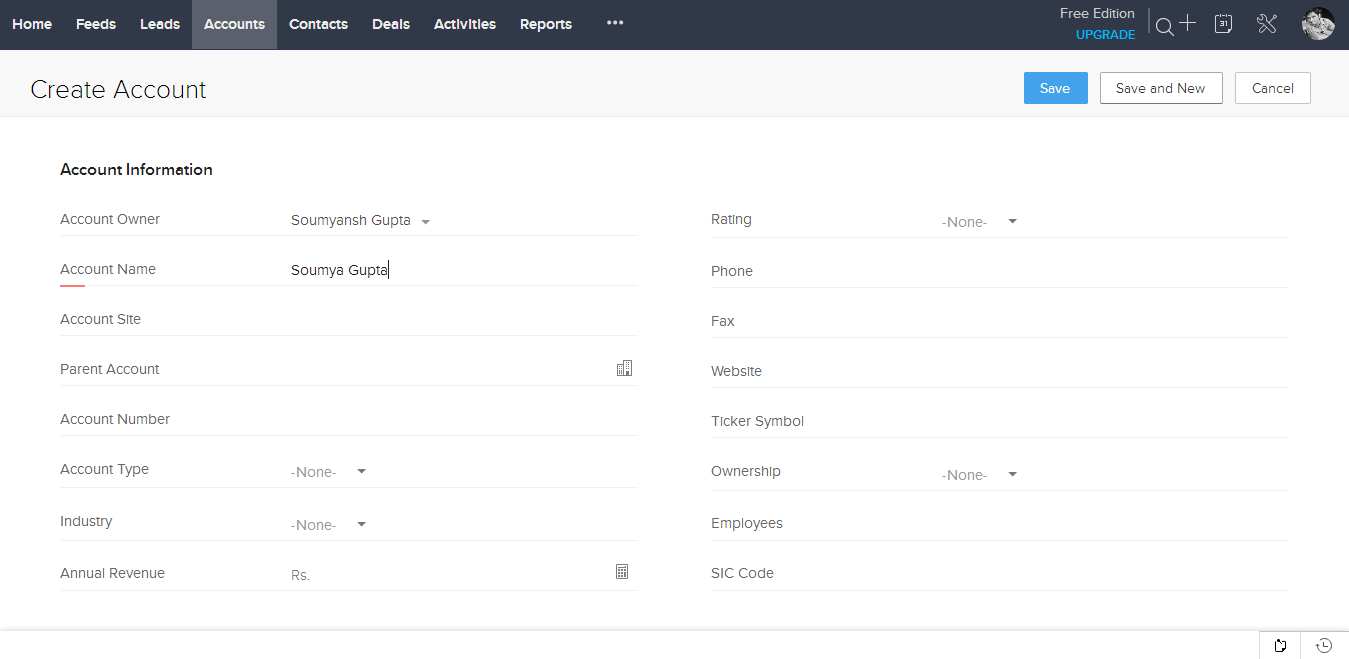 Home Feeds Leads Accounts Contacts Deals Activities Reports ••• Free Edition
UPGRADE
31
Create Account Save Save and New Cancel
Account Information
Account Owner Soumyansh Gupta Rating -None-
Account Name Soumya Gupta Phone
Account Site Fax
Parent Account Website
Account Number Ticker Symbol
Account Type -None- Ownership -None-
Industry -None- Employees
Annual Revenue Rs. SIC Code